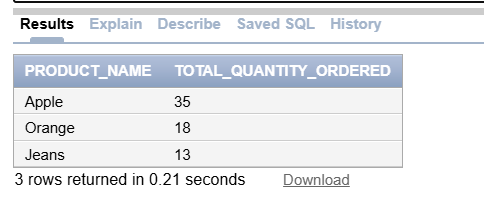 Results Explain Describe Saved SQL History
PRODUCT_NAME TOTAL_QUANTITY_ORDERED
Apple 35
Orange 18
Jeans 13
3 rows returned in 0.21 seconds Download